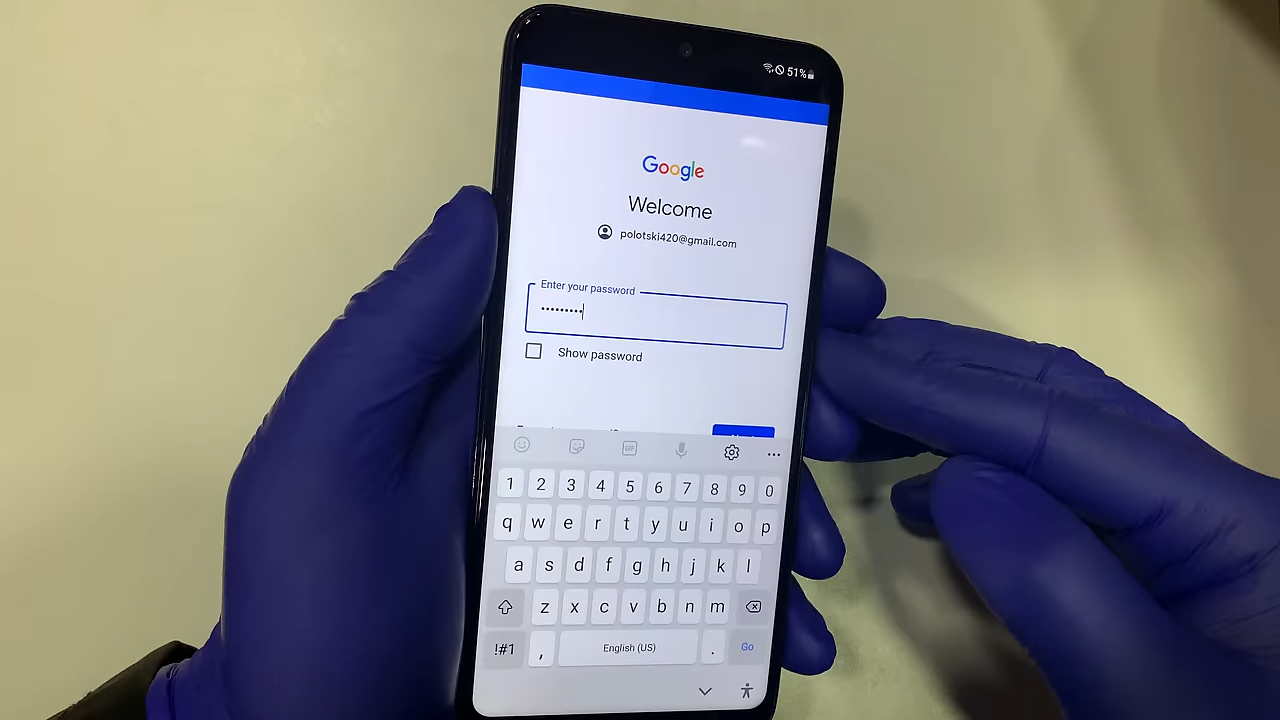 51%
Google
Welcome
polotski420@gmail.com
Enter your password
•••••••••
Show password
GIF
1 2 3 4 5 6 7 8 9 0
q w e r t y u i o p
a s d f g h j k l
z x c v b n m
!#1 , English (US) . Go